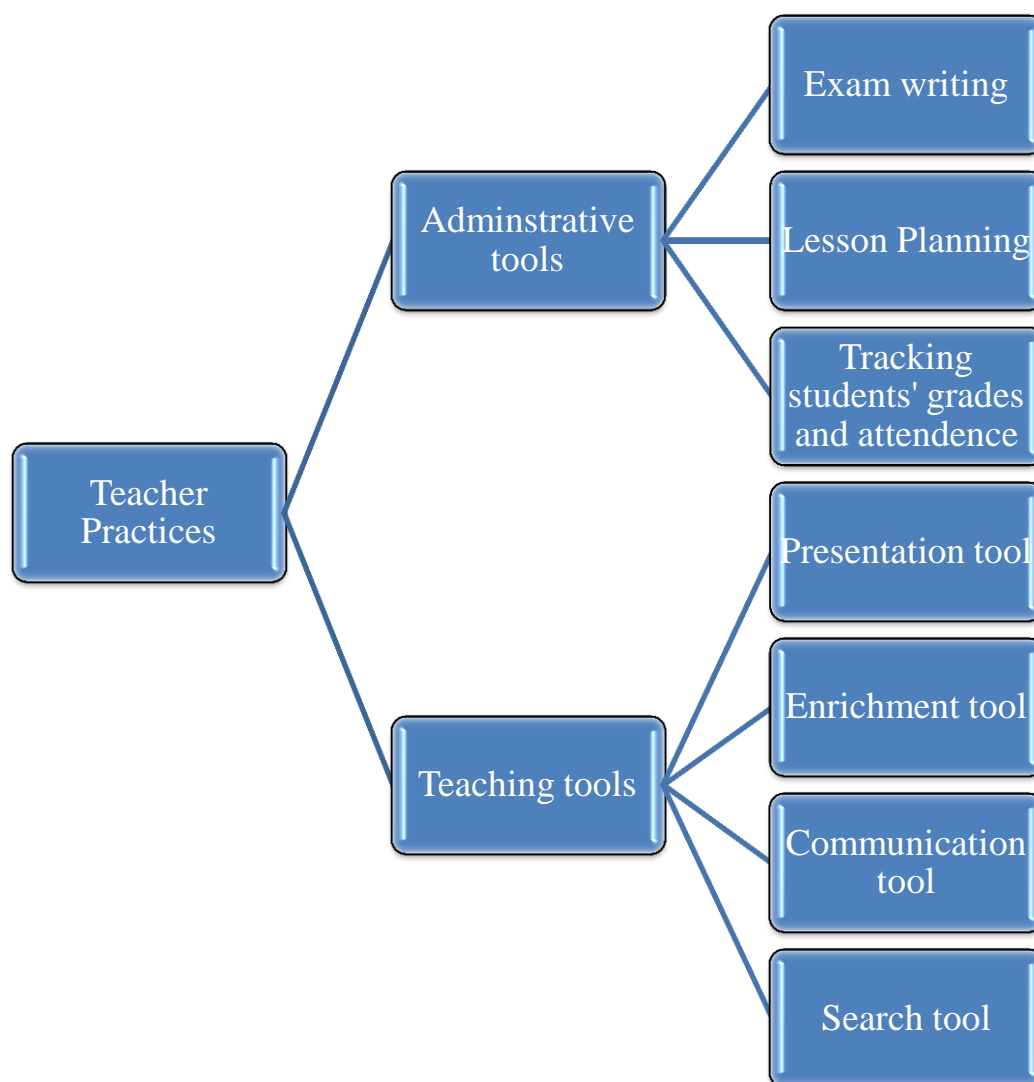 Teacher
Practices
Adminstrative
tools
Exam writing
Lesson Planning
Tracking
students' grades
and attendence
Teaching tools
Presentation tool
Enrichment tool
Communication
tool
Search tool